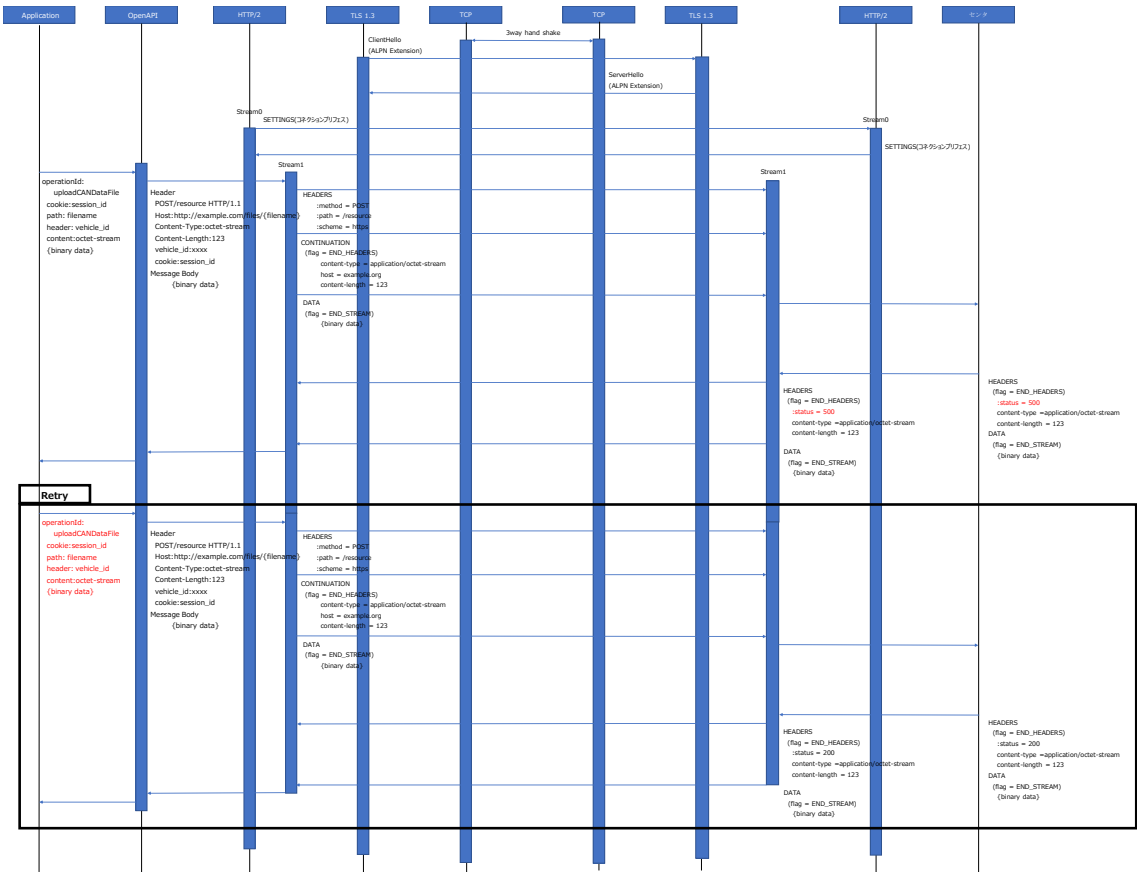 Application
OpenAPI
HTTP/2
TLS 1.3
TCP
TCP
TLS 1.3
HTTP/2
センタ
3way hand shake
ClientHello
(ALPN Extension)
ServerHello
(ALPN Extension)
Stream0
SETTINGS(コネクションプリフェス)
Stream0
SETTINGS(コネクションプリフェス)
Stream1
Stream1
operationId:
uploadCANDataFile
cookie:session_id
path: filename
header: vehicle_id
content:octet-stream
{binary data}
Header
POST/resource HTTP/1.1
Host:http://example.com/files/{filename}
Content-Type:octet-stream
Content-Length:123
vehicle_id:xxxx
cookie:session_id
Message Body
{binary data}
HEADERS
:method = POST
:path = /resource
:scheme = https
CONTINUATION
(flag = END_HEADERS)
content-type = application/octet-stream
host = example.org
content-length = 123
DATA
(flag = END_STREAM)
{binary data}
HEADERS
(flag = END_HEADERS)
:status = 500
content-type =application/octet-stream
content-length = 123
DATA
(flag = END_STREAM)
{binary data}
HEADERS
(flag = END_HEADERS)
:status = 500
content-type =application/octet-stream
content-length = 123
DATA
(flag = END_STREAM)
{binary data}
Retry
operationId:
uploadCANDataFile
cookie:session_id
path: filename
header: vehicle_id
content:octet-stream
{binary data}
Header
POST/resource HTTP/1.1
Host:http://example.com/files/{filename}
Content-Type:octet-stream
Content-Length:123
vehicle_id:xxxx
cookie:session_id
Message Body
{binary data}
HEADERS
:method = POST
:path = /resource
:scheme = https
CONTINUATION
(flag = END_HEADERS)
content-type = application/octet-stream
host = example.org
content-length = 123
DATA
(flag = END_STREAM)
{binary data}
HEADERS
(flag = END_HEADERS)
:status = 200
content-type =application/octet-stream
content-length = 123
DATA
(flag = END_STREAM)
{binary data}
HEADERS
(flag = END_HEADERS)
:status = 200
content-type =application/octet-stream
content-length = 123
DATA
(flag = END_STREAM)
{binary data}